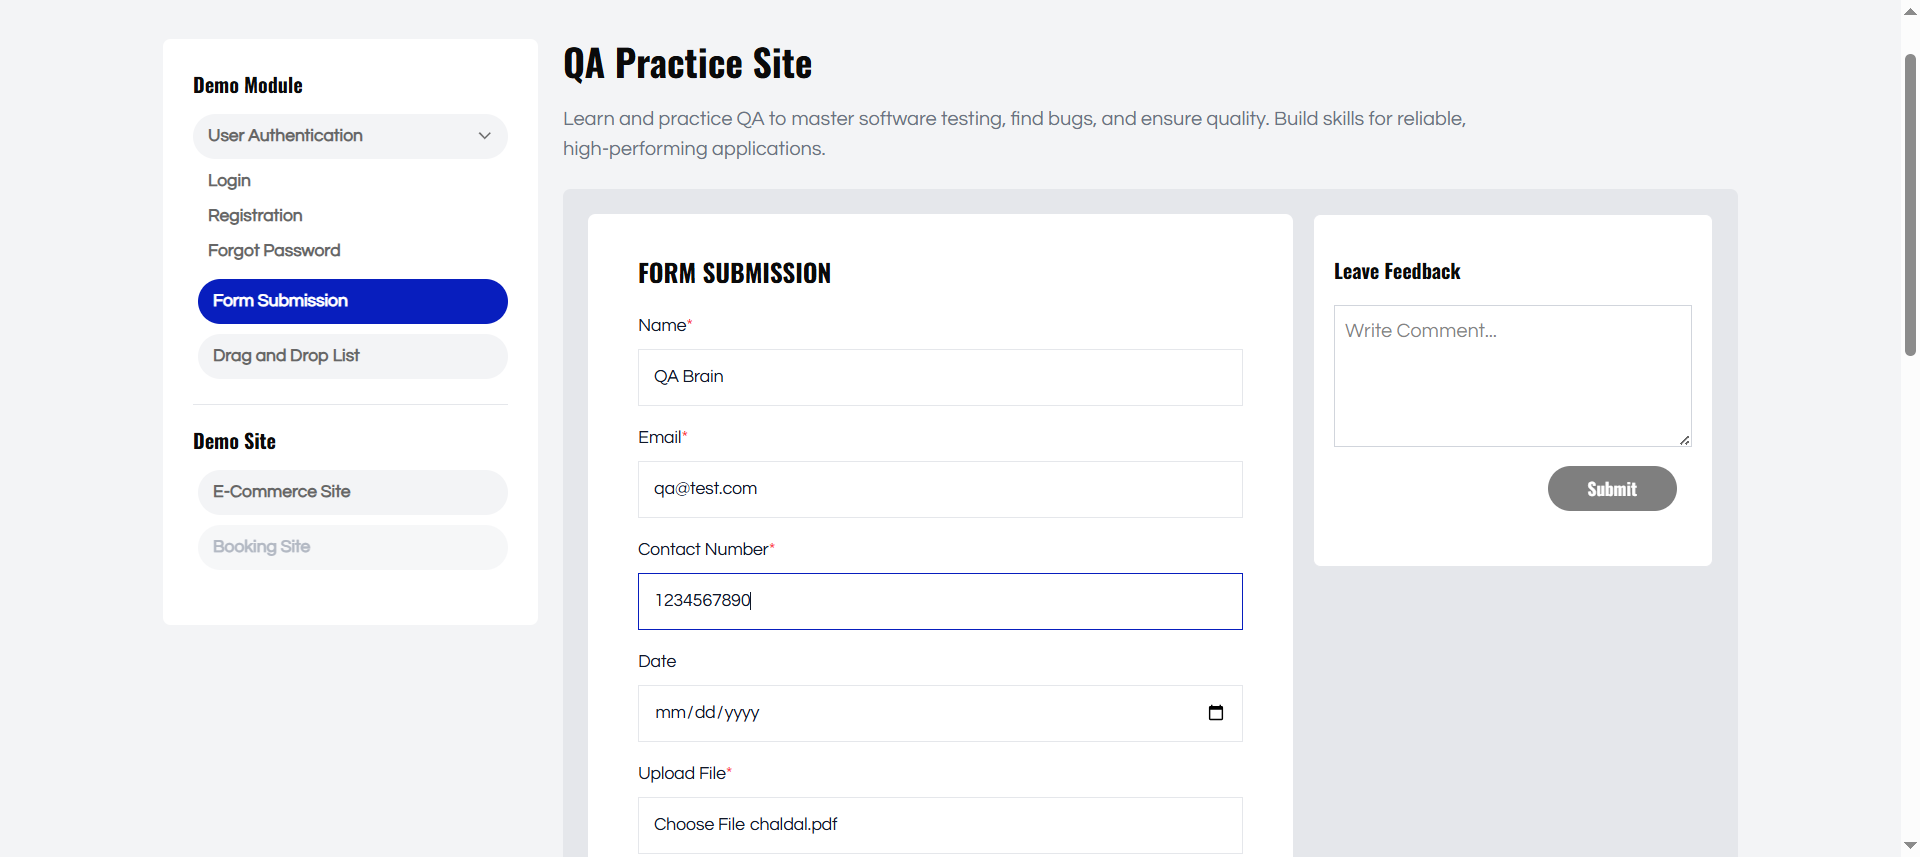 Demo Module
User Authentication
Login
Registration
Forgot Password
Form Submission
Drag and Drop List
Demo Site
E-Commerce Site
Booking Site
QA Practice Site
Learn and practice QA to master software testing, find bugs, and ensure quality. Build skills for reliable,
high-performing applications.
FORM SUBMISSION
Name*
QA Brain
Email*
qa@test.com
Contact Number*
1234567890
Date
mm/dd/yyyy
Upload File*
Choose File chaldal.pdf
Leave Feedback
Write Comment...
Submit